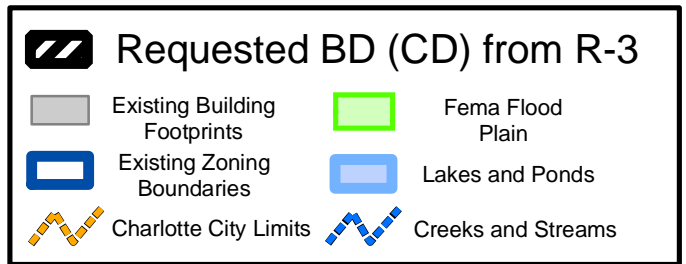 Requested BD (CD) from R-3
Existing Building
Footprints
Fema Flood
Plain
Existing Zoning
Boundaries
Lakes and Ponds
Charlotte City Limits
Creeks and Streams